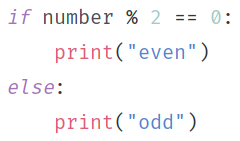 if number % 2 == 0:
    print("even")
else:
    print("odd")